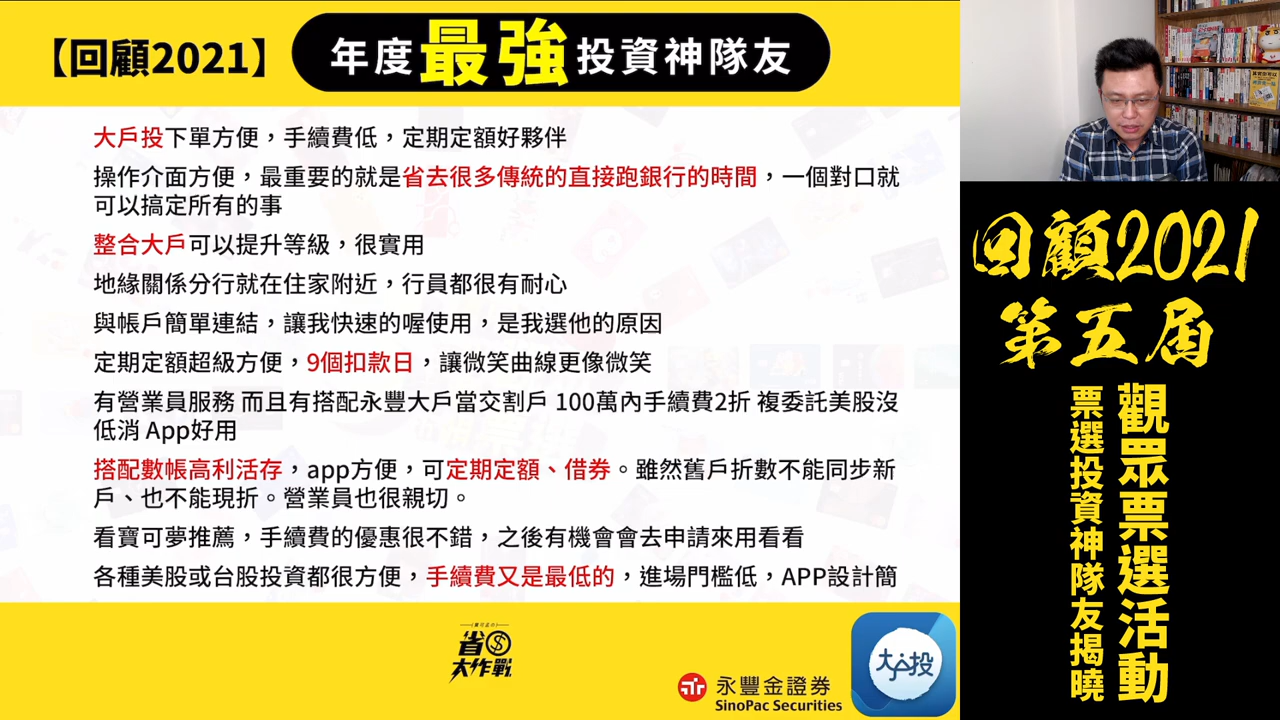 【回顧2021】
年度最強投資神隊友
大戶投下單方便，手續費低，定期定額好夥伴
操作介面方便，最重要的就是省去很多傳統的直接跑銀行的時間，一個對口就
可以搞定所有的事
整合大戶可以提升等級，很實用
地緣關係分行就在住家附近，行員都很有耐心
與帳戶簡單連結，讓我快速的喔使用，是我選他的原因
定期定額超級方便，9個扣款日，讓微笑曲線更像微笑
有營業員服務 而且有搭配永豐大戶當交割戶 100萬內手續費2折 複委託美股沒
低消 App好用
搭配數帳高利活存，app方便，可定期定額、借券。雖然舊戶折數不能同步新
戶、也不能現折。營業員也很親切。
看寶可夢推薦，手續費的優惠很不錯，之後有機會會去申請來用看看
各種美股或台股投資都很方便，手續費又是最低的，進場門檻低，APP設計簡
省
大作戰
永豐金證券
SinoPac Securities
大戶投
回顧2021
第五屆
觀眾票選活動
票選投資神隊友揭曉